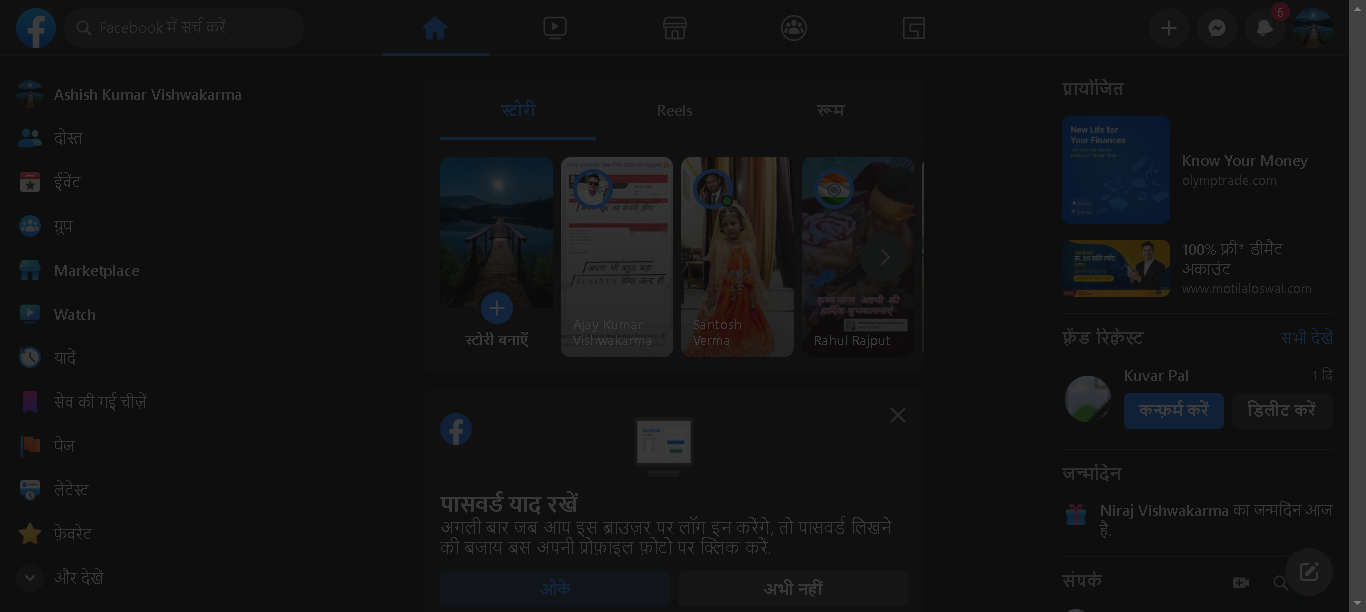 Facebook में सर्च करें
6
Ashish Kumar Vishwakarma
दोस्त
ईवेंट
ग्रुप
Marketplace
Watch
यादें
सेव की गई चीज़ें
पेज
लेटेस्ट
फ़ेवरेट
और देखें
स्टोरी
Reels
रूम
स्टोरी बनाएँ
Ajay Kumar
Vishwakarma
Santosh
Verma
Rahul Rajput
पासवर्ड याद रखें
अगली बार जब आप इस ब्राउज़र पर लॉग इन करेंगे, तो पासवर्ड लिखने
की बजाय बस अपनी प्रोफ़ाइल फ़ोटो पर क्लिक करें.
ओके
अभी नहीं
प्रायोजित
New Life for
Your Finances
Know Your Money
olymptrade.com
100% फ्री* डीमैट
अकाउंट
www.motilaloswal.com
फ़्रेंड रिक्वेस्ट
सभी देखें
Kuvar Pal
1 दि
कन्फ़र्म करें
डिलीट करें
जन्मदिन
Niraj Vishwakarma का जन्मदिन आज
है.
संपर्क